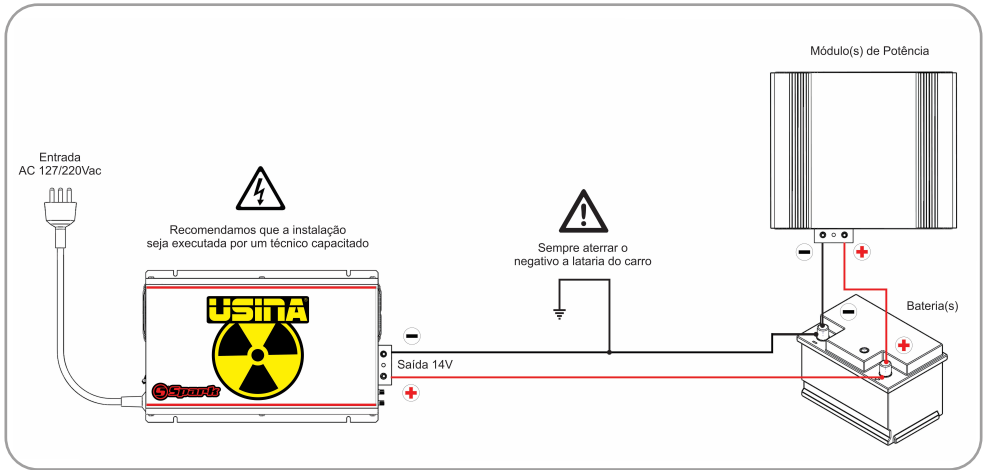 Módulo(s) de Potência
Entrada
AC 127/220Vac
Recomendamos que a instalação
seja executada por um técnico capacitado
Sempre aterrar o
negativo a lataria do carro
USINA®
Spark
Saída 14V
Bateria(s)